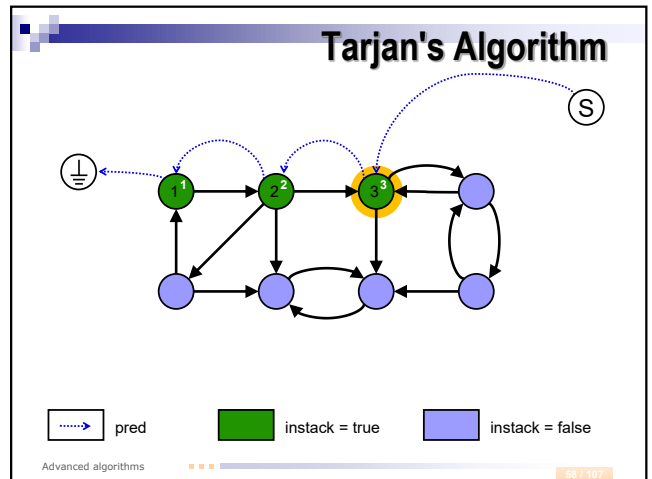 Tarjan's Algorithm
S
1 1
2 2
3 3
pred
instack = true
instack = false
Advanced algorithms
58 / 107